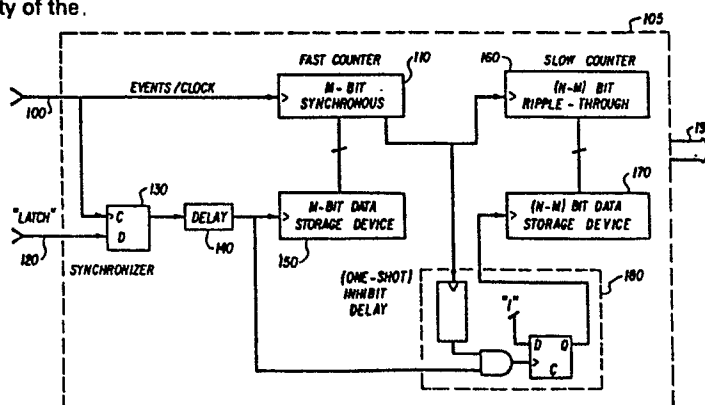 ty of the.
105
FAST COUNTER
110
160
SLOW COUNTER
EVENTS/CLOCK
M-BIT
SYNCHRONOUS
(N-M) BIT
RIPPLE-THROUGH
100
130
170
"LATCH"
C
D
DELAY
M-BIT DATA
STORAGE DEVICE
(N-M) BIT DATA
STORAGE DEVICE
120
140
150
SYNCHRONIZER
(ONE-SHOT)
INHIBIT
DELAY
180
"1"
D Q
C